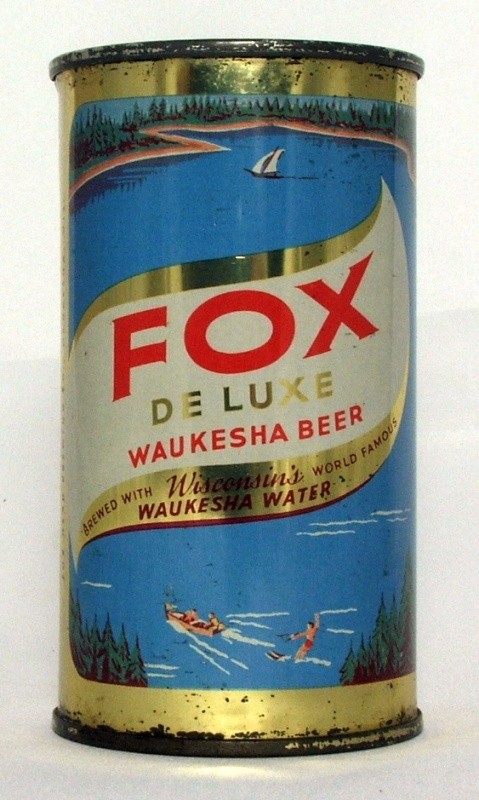 FOX
DE LUXE
WAUKESHA BEER
BREWED WITH Wisconsin's WORLD FAMOUS
WAUKESHA WATER